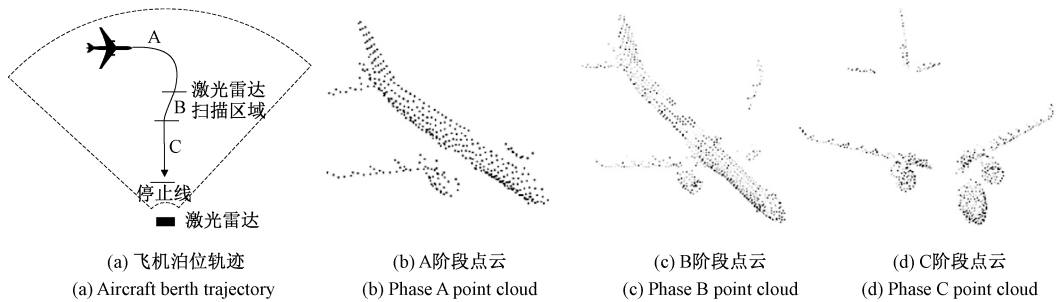 A
激光雷达
扫描区域
B
C
停止线
激光雷达
(a) 飞机泊位轨迹
(a) Aircraft berth trajectory
(b) A阶段点云
(b) Phase A point cloud
(c) B阶段点云
(c) Phase B point cloud
(d) C阶段点云
(d) Phase C point cloud